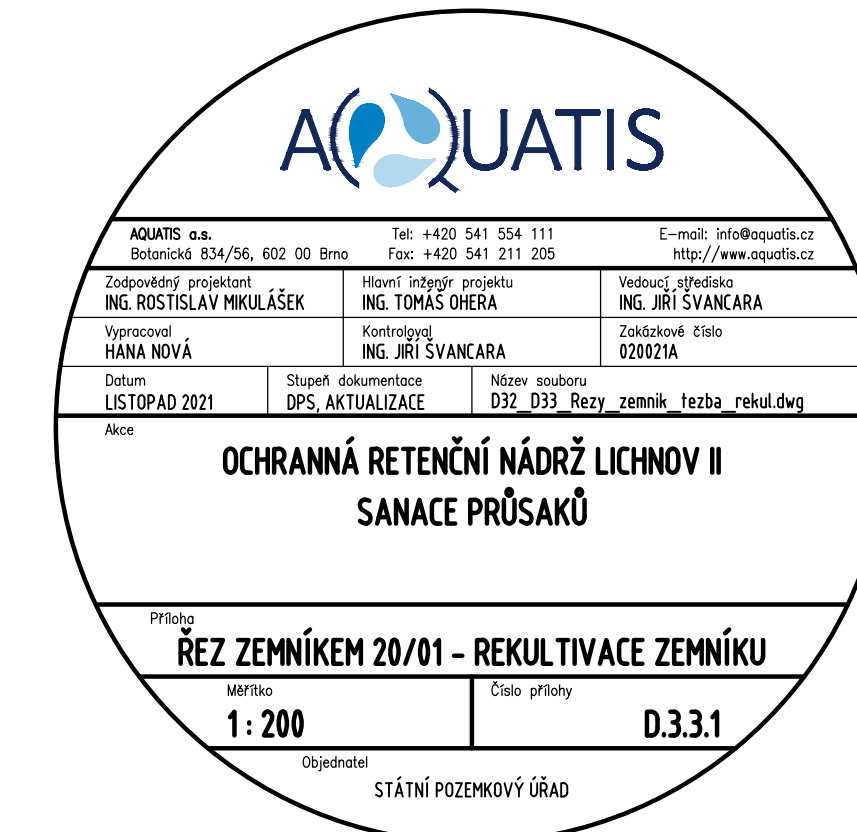 AQUATIS
AQUATIS a.s. Tel: +420 541 554 111 E-mail: info@aquatis.cz
Botanická 834/56, 602 00 Brno Fax: +420 541 211 205 http://www.aquatis.cz
Zodpovědný projektant Hlavní inženýr projektu Vedoucí střediska
ING. ROSTISLAV MIKULÁŠEK ING. TOMÁŠ OHERA ING. JIŘÍ ŠVANCARA
Vypracoval Kontroloval Zakázkové číslo
HANA NOVÁ ING. JIŘÍ ŠVANCARA 020021A
Datum Stupeň dokumentace Název souboru
LISTOPAD 2021 DPS, AKTUALIZACE D32_D33_Rezy_zemnik_tezba_rekul.dwg
Akce
OCHRANNÁ RETENČNÍ NÁDRŽ LICHNOV II
SANACE PRŮSAKŮ
Příloha
ŘEZ ZEMNÍKEM 20/01 - REKULTIVACE ZEMNÍKU
Měřítko Číslo přílohy
1 : 200 D.3.3.1
Objednatel
STÁTNÍ POZEMKOVÝ ÚŘAD